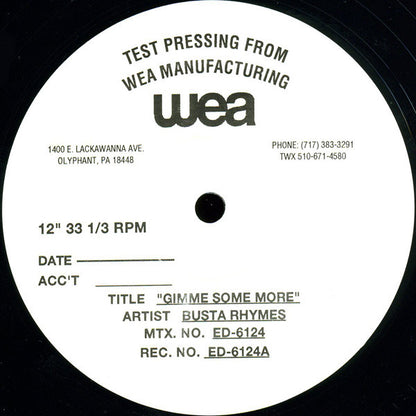 TEST PRESSING FROM
WEA MANUFACTURING
wea
1400 E. LACKAWANNA AVE.
OLYPHANT, PA 18448
PHONE: (717) 383-3291
TWX 510-671-4580
12" 33 1/3 RPM
DATE
ACC'T
TITLE "GIMME SOME MORE"
ARTIST BUSTA RHYMES
MTX. NO. ED-6124
REC. NO. ED-6124A